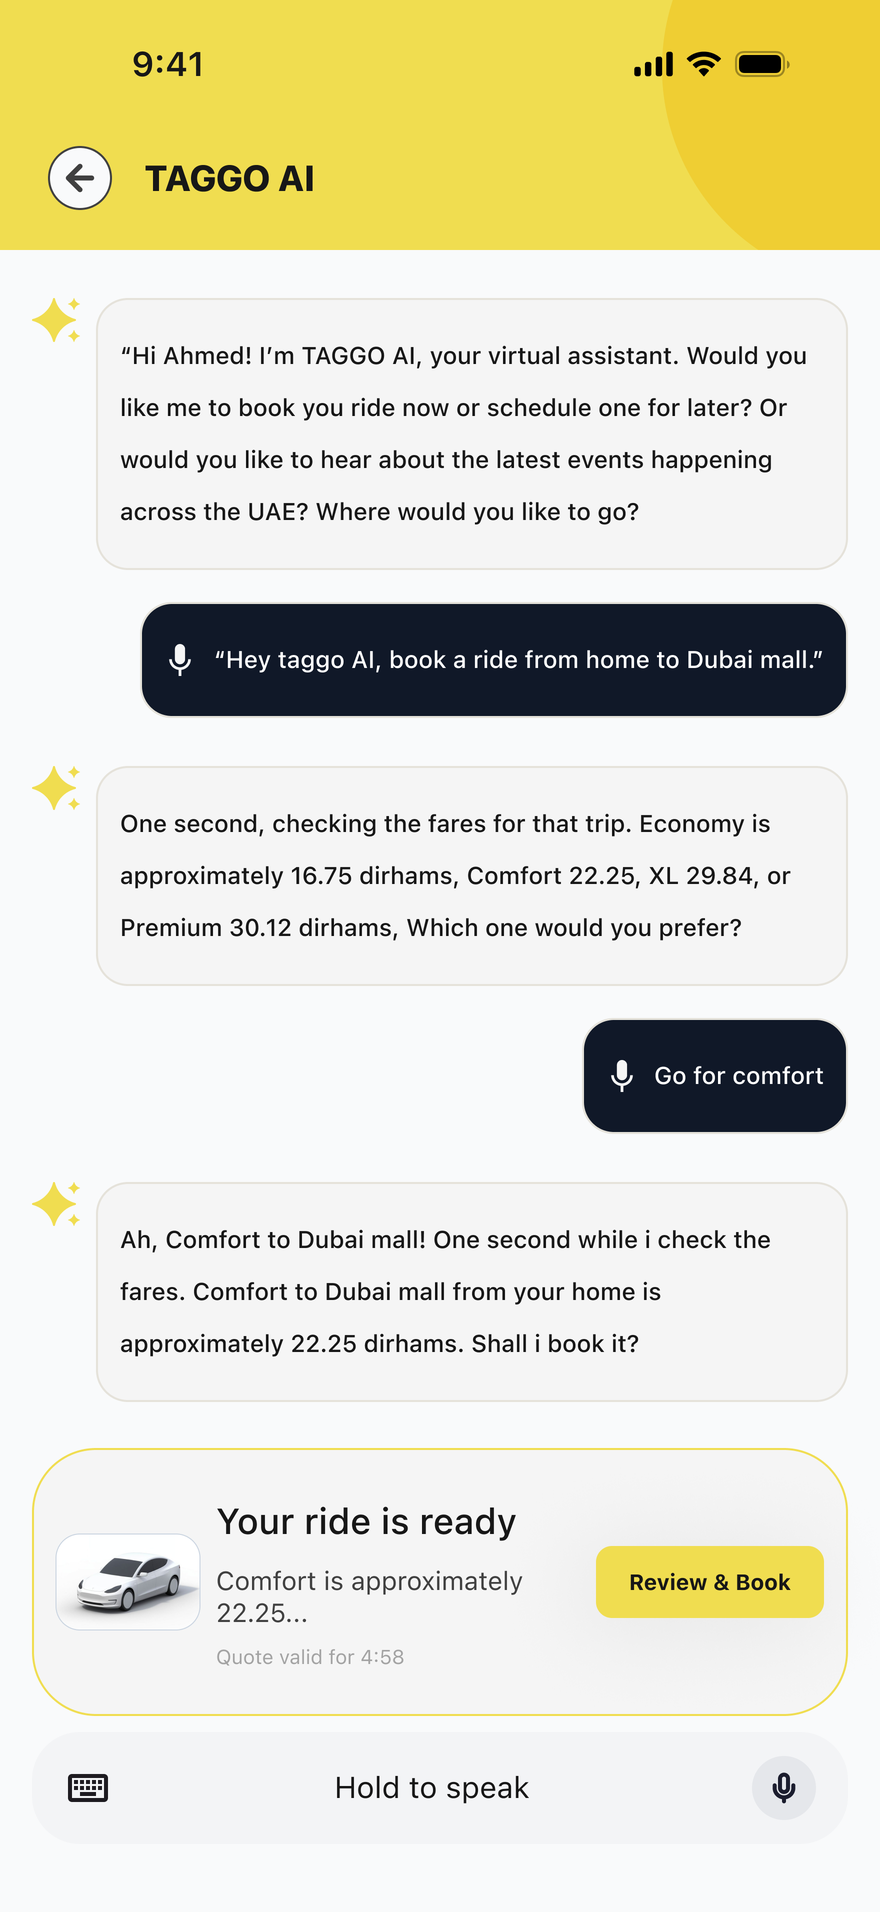 9:41
TAGGO AI
“Hi Ahmed! I’m TAGGO AI, your virtual assistant. Would you
like me to book you ride now or schedule one for later? Or
would you like to hear about the latest events happening
across the UAE? Where would you like to go?
“Hey taggo AI, book a ride from home to Dubai mall.”
One second, checking the fares for that trip. Economy is
approximately 16.75 dirhams, Comfort 22.25, XL 29.84, or
Premium 30.12 dirhams, Which one would you prefer?
Go for comfort
Ah, Comfort to Dubai mall! One second while i check the
fares. Comfort to Dubai mall from your home is
approximately 22.25 dirhams. Shall i book it?
Your ride is ready
Comfort is approximately
22.25...
Quote valid for 4:58
Review & Book
Hold to speak